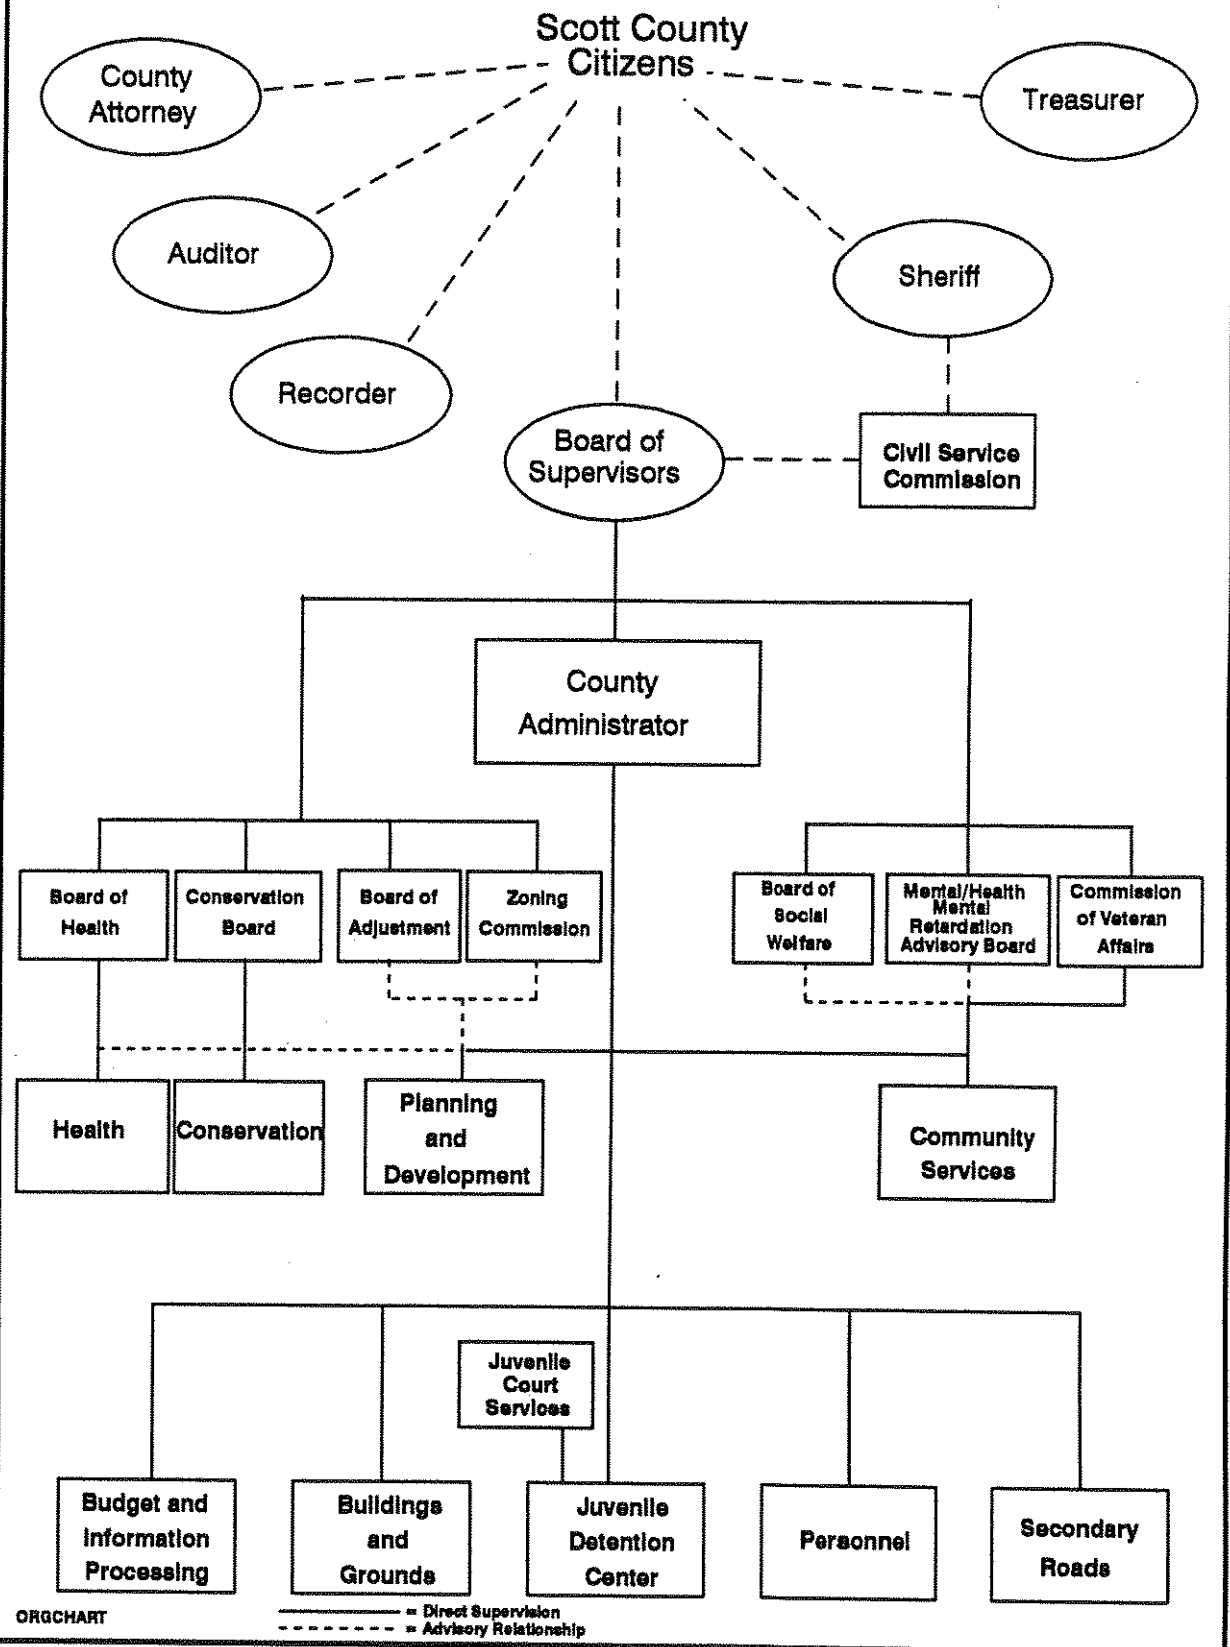 Scott County
Citizens
County
Attorney
Treasurer
Auditor
Sheriff
Recorder
Board of
Supervisors
Civil Service
Commission
County
Administrator
Board of
Health
Conservation
Board
Board of
Adjustment
Zoning
Commission
Board of
Social
Welfare
Mental/Health
Mental
Retardation
Advisory Board
Commission
of Veteran
Affairs
Health
Conservation
Planning
and
Development
Community
Services
Juvenile
Court
Services
Budget and
Information
Processing
Buildings
and
Grounds
Juvenile
Detention
Center
Personnel
Secondary
Roads
ORGCHART
= Direct Supervision
= Advisory Relationship